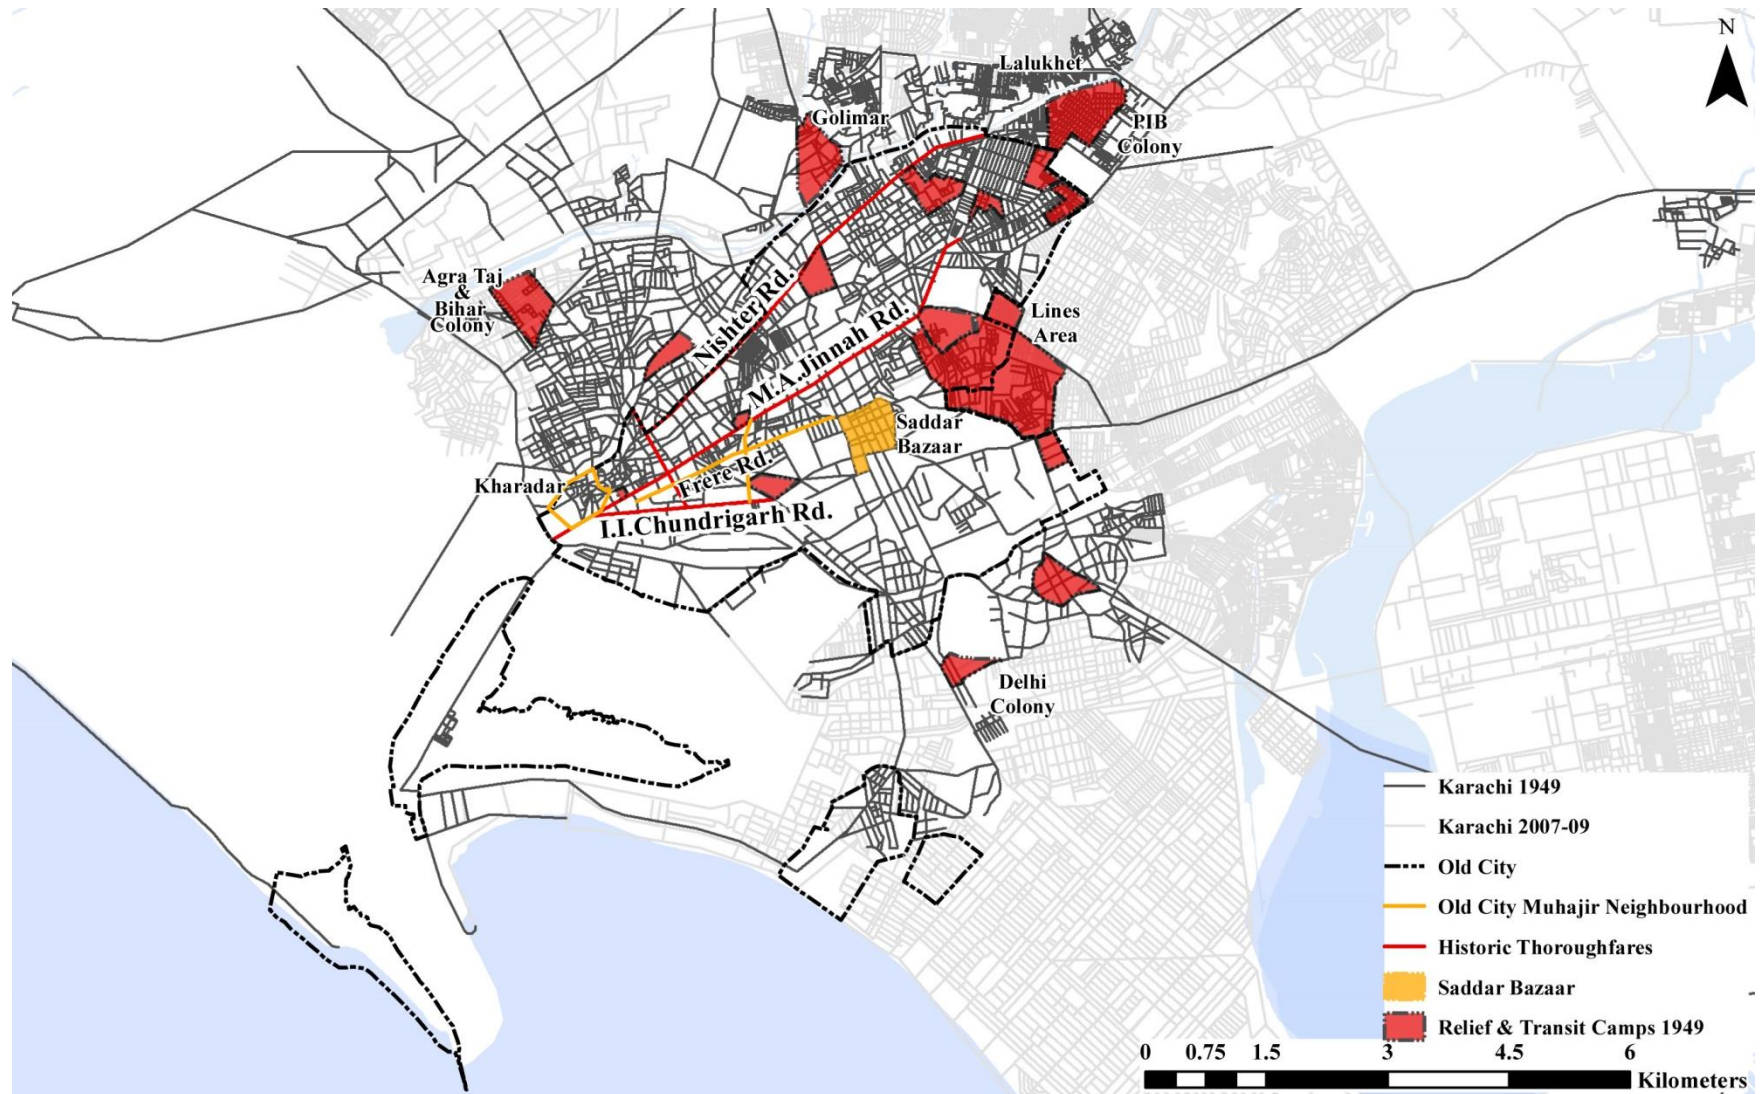 N
Lalukhet
Golimar
PIB
Colony
Agra Taj
&
Bihar
Colony
Nishter Rd.
M.A.Jinnah Rd.
Lines
Area
Saddar
Bazaar
Frere Rd.
Kharadar
I.I.Chundrigarh Rd.
Delhi
Colony
Karachi 1949
Karachi 2007-09
Old City
Old City Muhajir Neighbourhood
Historic Thoroughfares
Saddar Bazaar
Relief & Transit Camps 1949
0 0.75 1.5 3 4.5 6
Kilometers